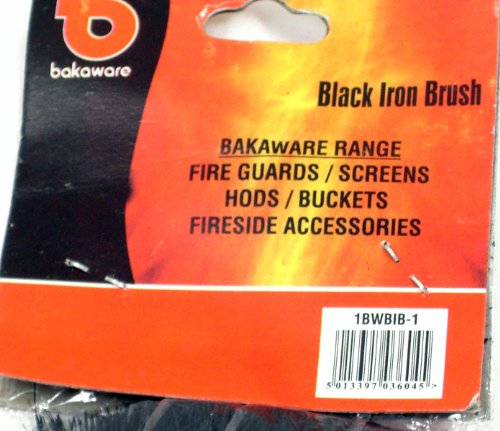 b
bakaware
Black Iron Brush
BAKAWARE RANGE
FIRE GUARDS / SCREENS
HODS / BUCKETS
FIRESIDE ACCESSORIES
1BWBIB-1
5 013397 036045 >